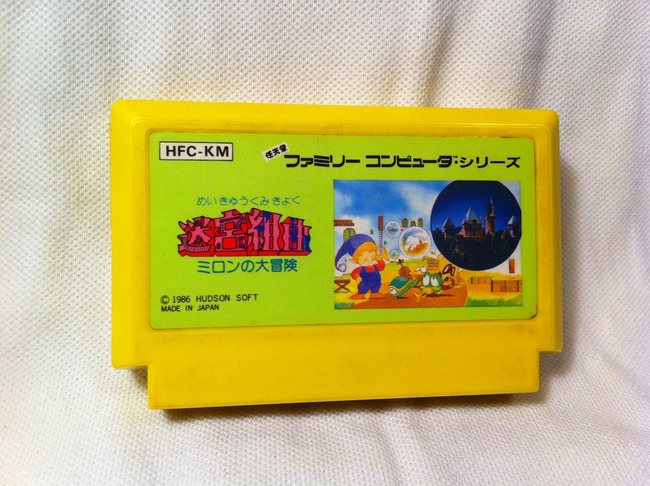 HFC-KM
任天堂 ファミリー コンピュータ™・シリーズ
めいきゅうくみきょく
迷宮組曲
ミロンの大冒険
© 1986 HUDSON SOFT
MADE IN JAPAN